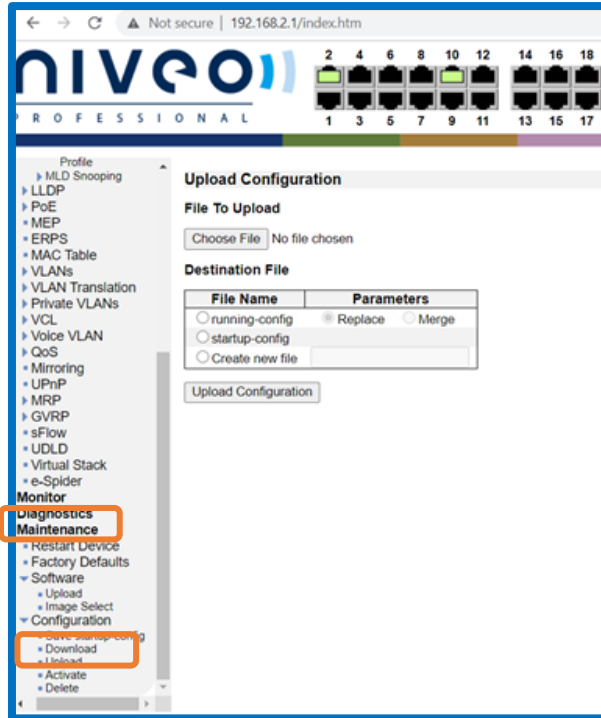 Not secure | 192.168.2.1/index.htm
niveo
PROFESSIONAL
2 4 6 8 10 12 14 16 18
1 3 5 7 9 11 13 15 17
Profile
MLD Snooping
LLDP
PoE
MEP
ERPS
MAC Table
VLANs
VLAN Translation
Private VLANs
VCL
Voice VLAN
QoS
Mirroring
UPnP
MRP
GVRP
sFlow
UDLD
Virtual Stack
e-Spider
Monitor
Diagnostics
Maintenance
Restart Device
Factory Defaults
Software
Upload
Image Select
Configuration
Save startup-config
Download
Upload
Activate
Delete
Upload Configuration
File To Upload
Choose File No file chosen
Destination File
File Name Parameters
running-config Replace Merge
startup-config
Create new file
Upload Configuration